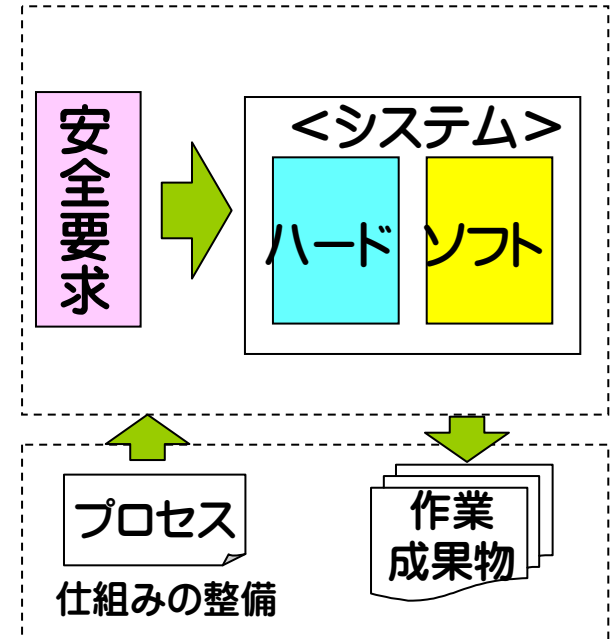 安全要求
＜システム＞
ハード
ソフト
プロセス
仕組みの整備
作業
成果物